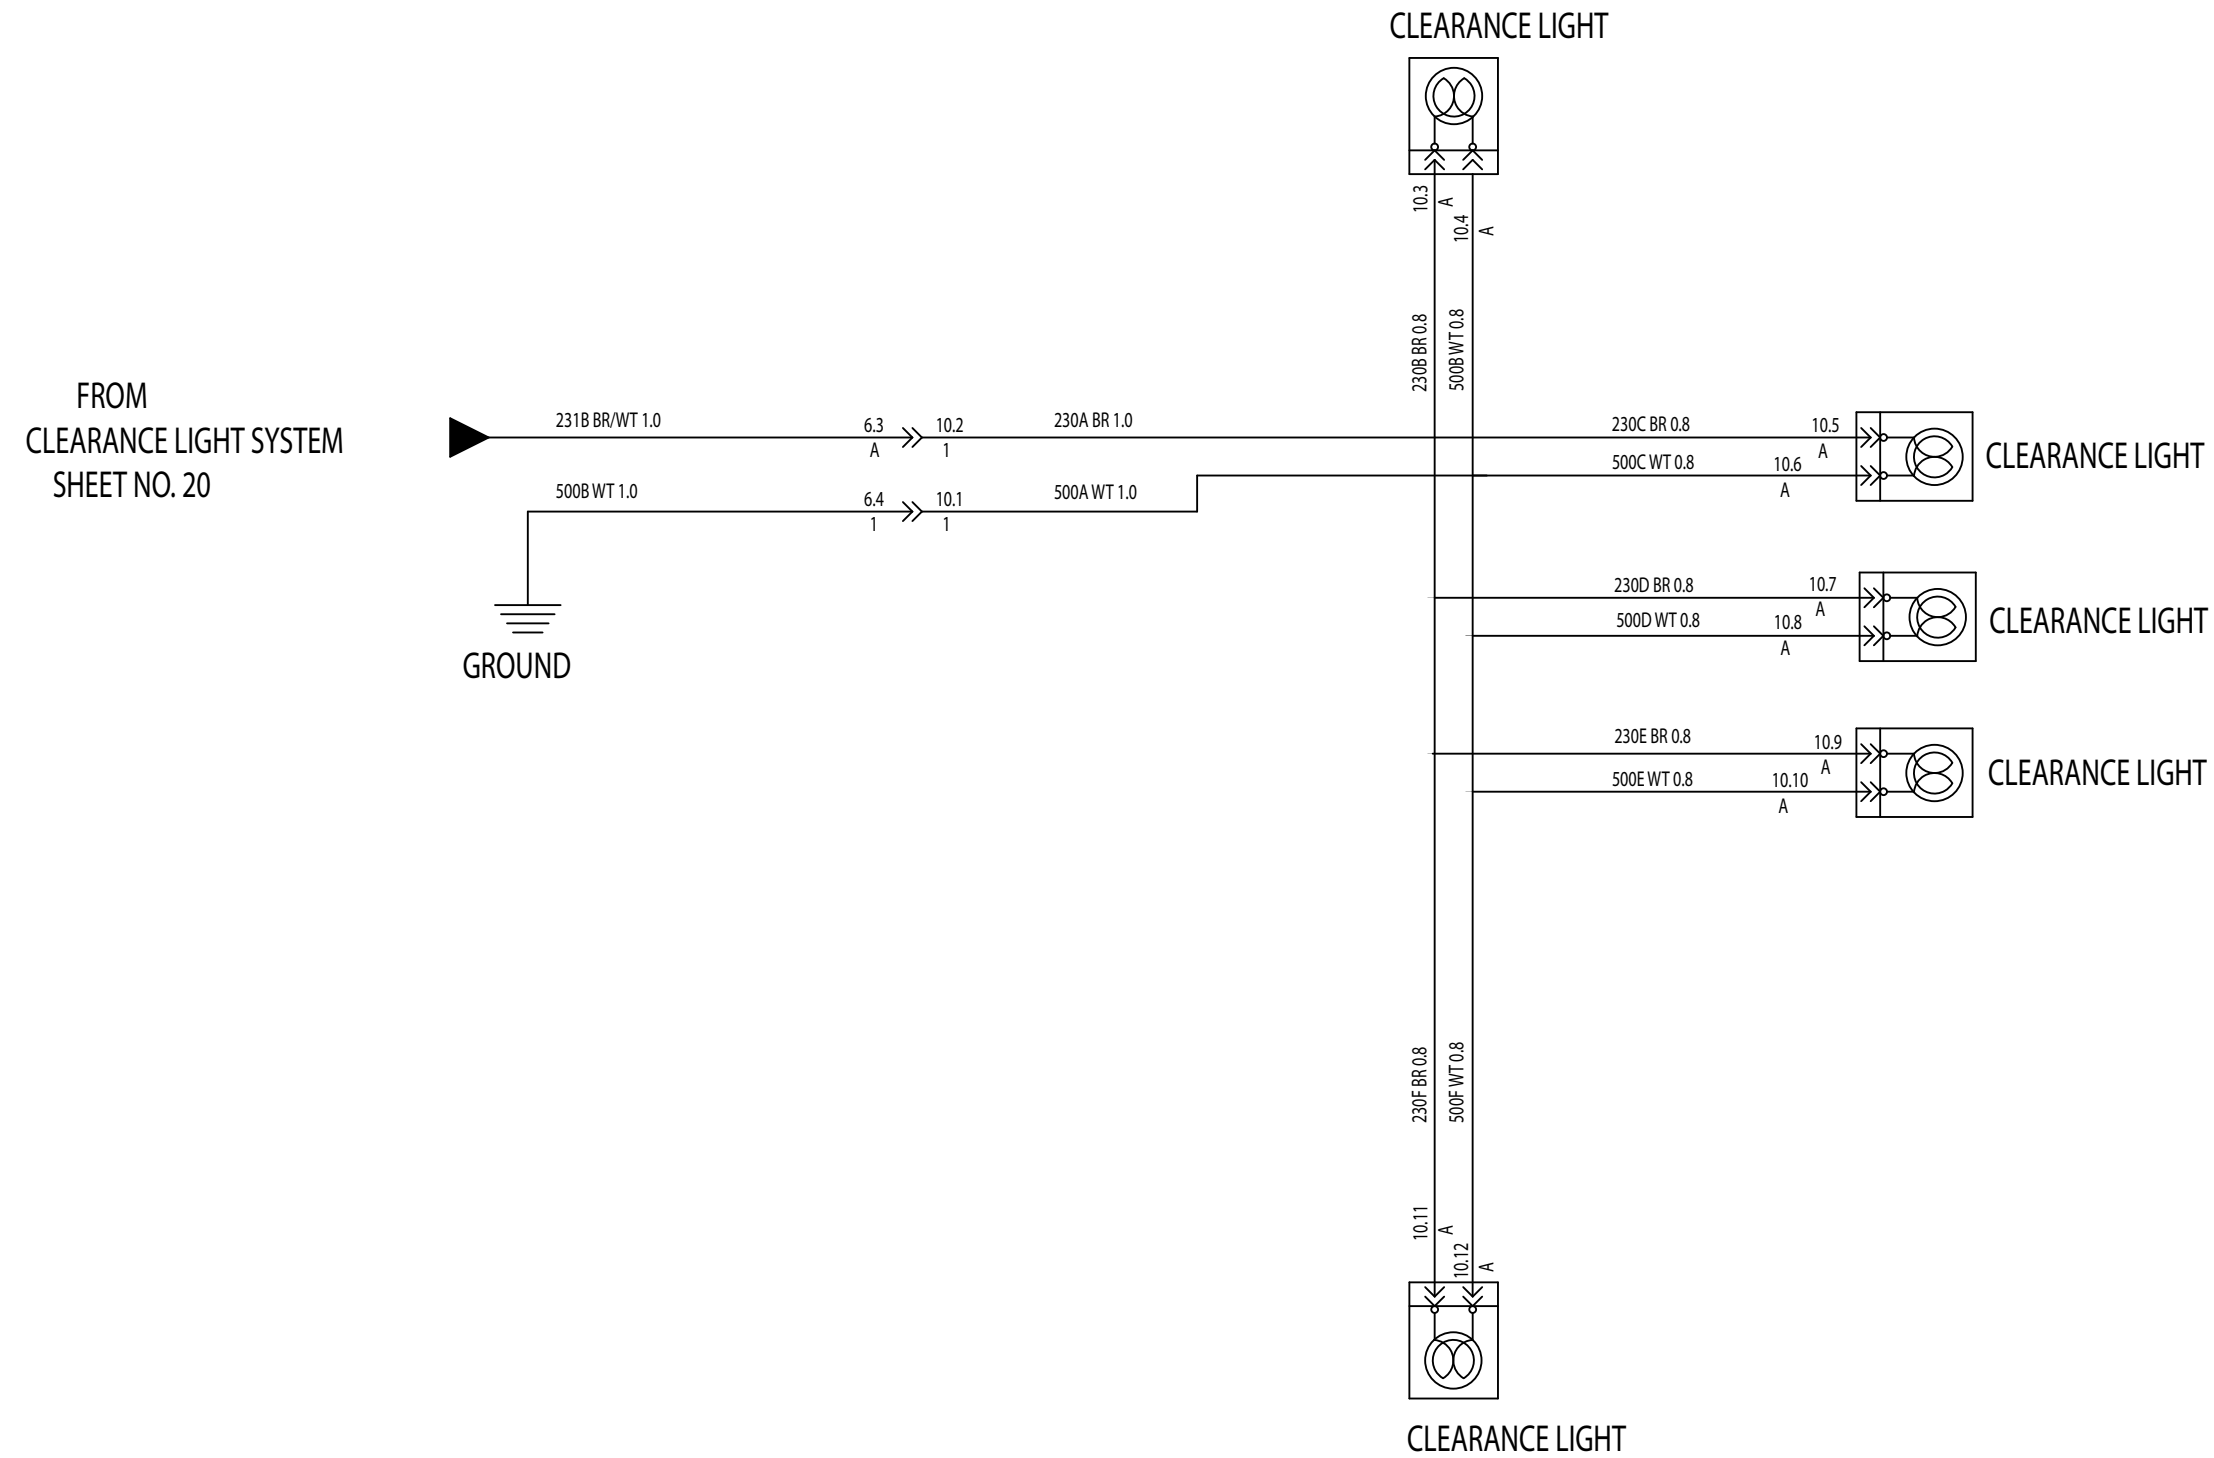 CLEARANCE LIGHT
10.3
A
10.4
A
230B BR 0.8
500B WT 0.8
FROM
CLEARANCE LIGHT SYSTEM
SHEET NO. 20
231B BR/WT 1.0
6.3
A
10.2
1
230A BR 1.0
230C BR 0.8
10.5
A
500C WT 0.8
10.6
A
CLEARANCE LIGHT
500B WT 1.0
6.4
1
10.1
1
500A WT 1.0
GROUND
230D BR 0.8
10.7
A
500D WT 0.8
10.8
A
CLEARANCE LIGHT
230E BR 0.8
10.9
A
500E WT 0.8
10.10
A
CLEARANCE LIGHT
230F BR 0.8
500F WT 0.8
10.11
A
10.12
A
CLEARANCE LIGHT